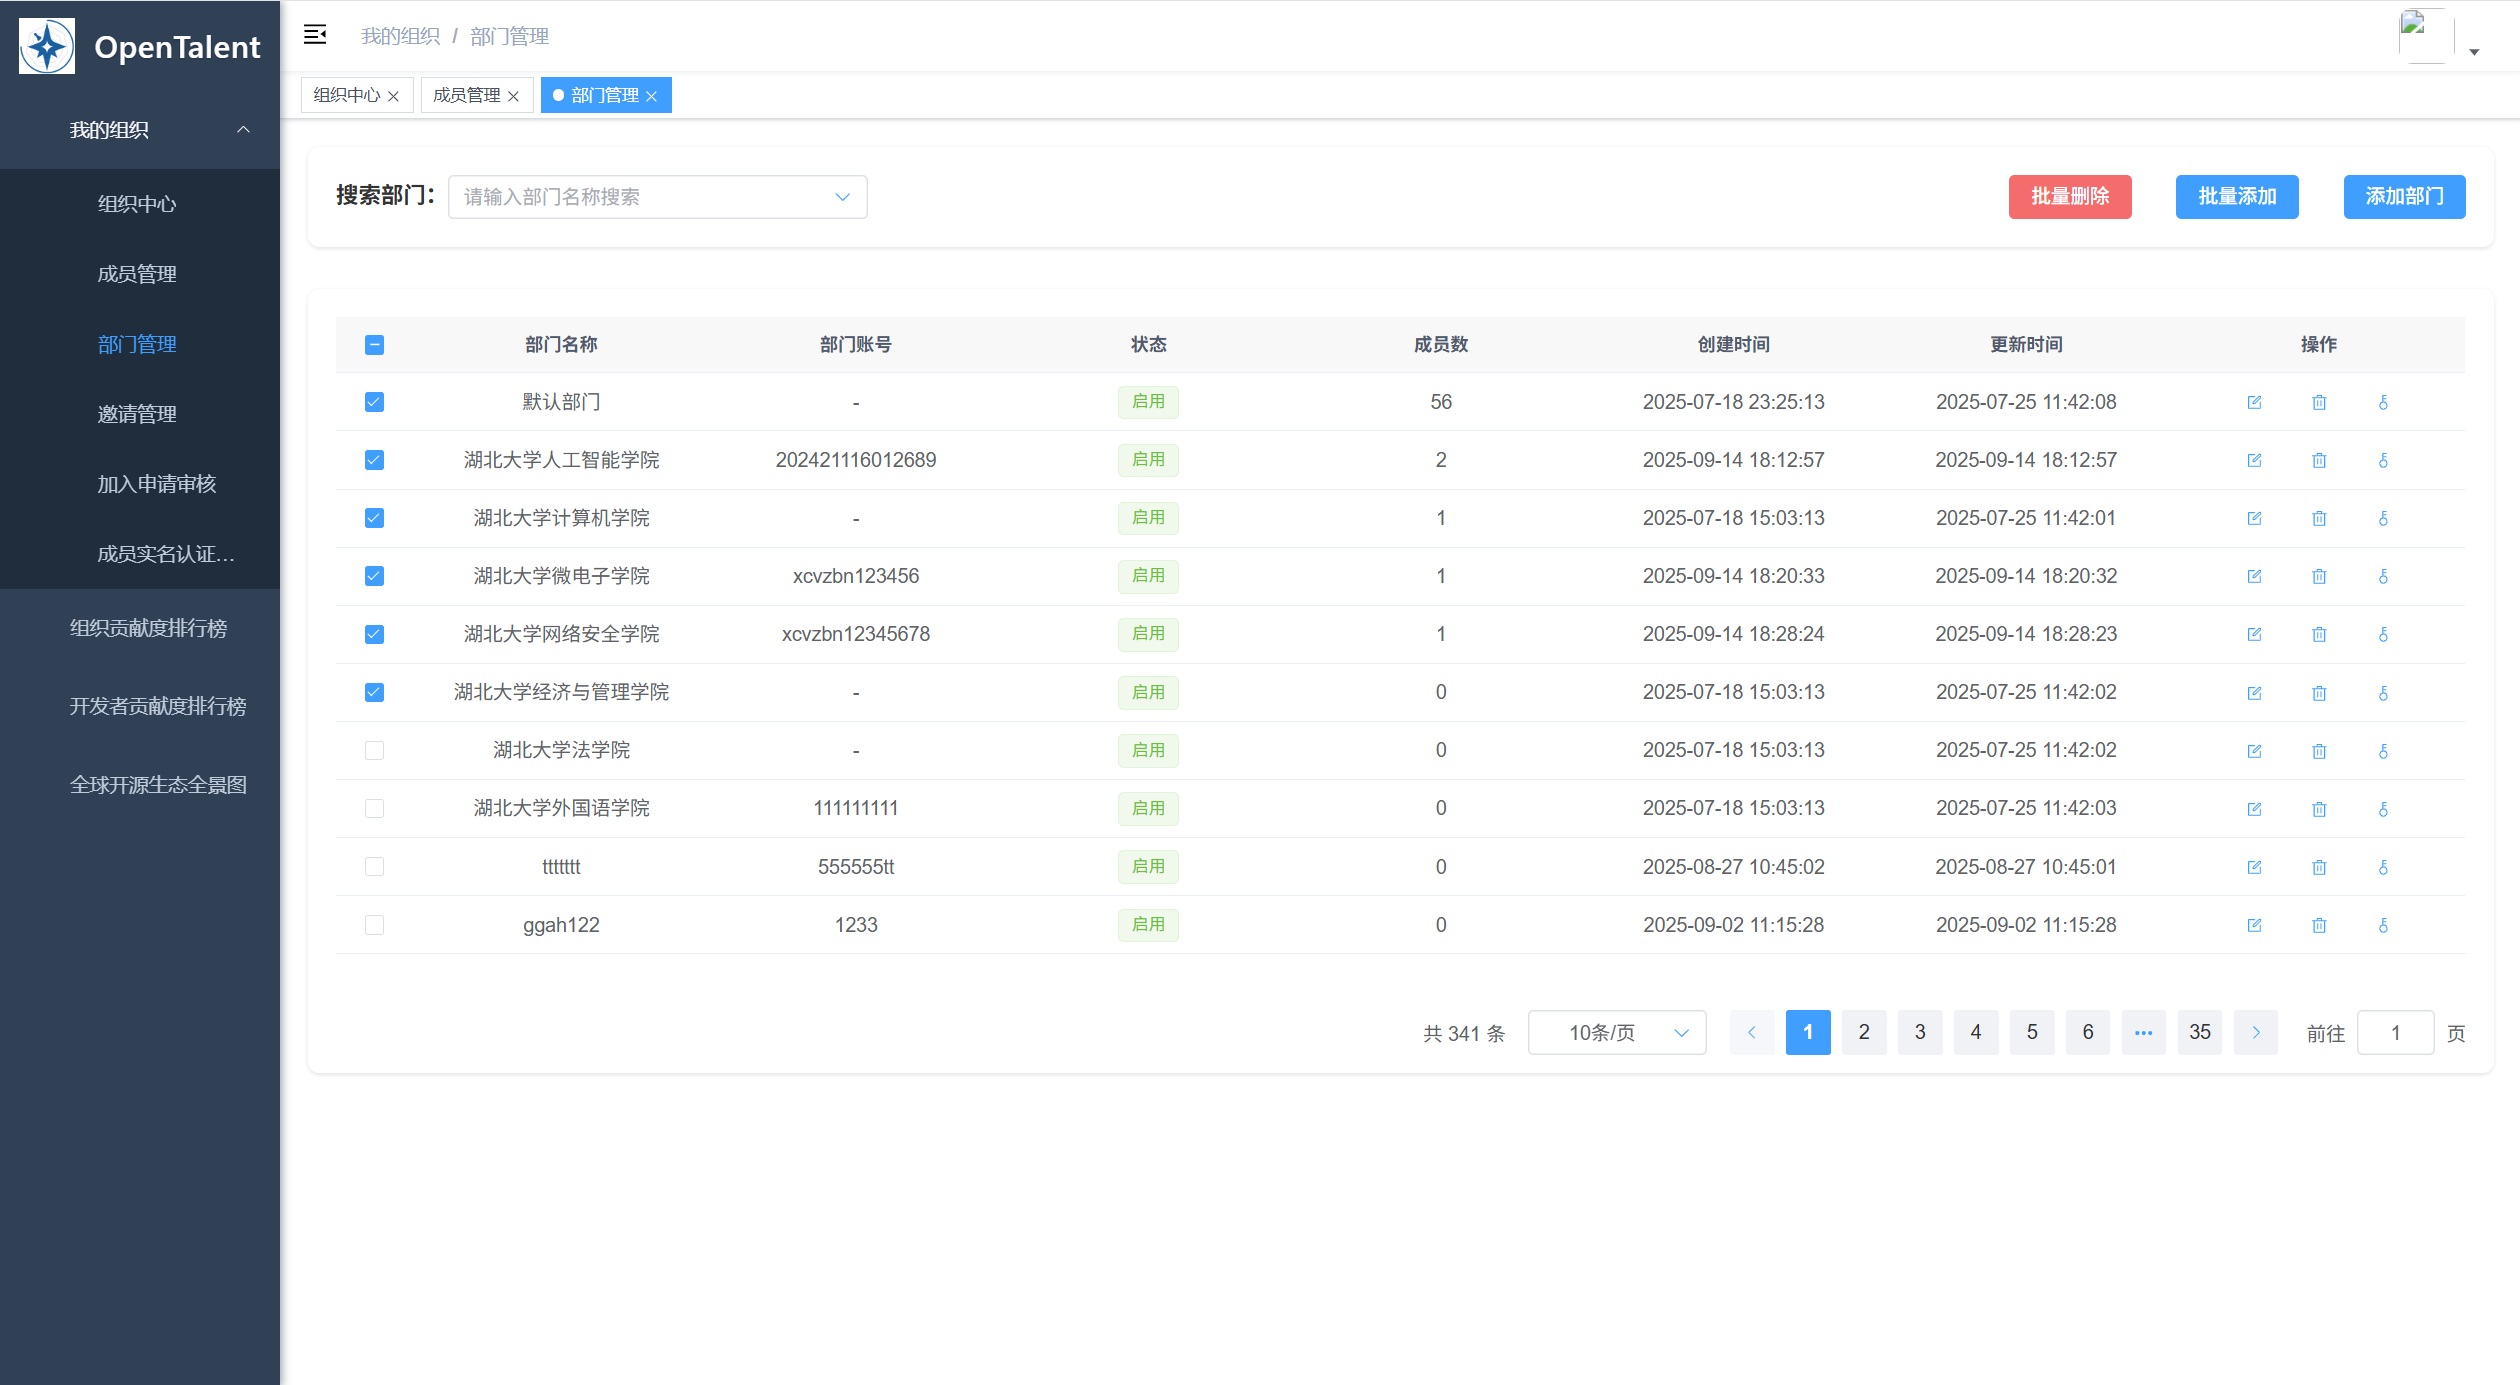 OpenTalent
我的组织
组织中心
成员管理
部门管理
邀请管理
加入申请审核
成员实名认证...
组织贡献度排行榜
开发者贡献度排行榜
全球开源生态全景图
我的组织 / 部门管理
组织中心 成员管理 部门管理
搜索部门: 请输入部门名称搜索 批量删除 批量添加 添加部门
部门名称 部门账号 状态 成员数 创建时间 更新时间 操作
默认部门 - 启用 56 2025-07-18 23:25:13 2025-07-25 11:42:08
湖北大学人工智能学院 202421116012689 启用 2 2025-09-14 18:12:57 2025-09-14 18:12:57
湖北大学计算机学院 - 启用 1 2025-07-18 15:03:13 2025-07-25 11:42:01
湖北大学微电子学院 xcvzbn123456 启用 1 2025-09-14 18:20:33 2025-09-14 18:20:32
湖北大学网络安全学院 xcvzbn12345678 启用 1 2025-09-14 18:28:24 2025-09-14 18:28:23
湖北大学经济与管理学院 - 启用 0 2025-07-18 15:03:13 2025-07-25 11:42:02
湖北大学法学院 - 启用 0 2025-07-18 15:03:13 2025-07-25 11:42:02
湖北大学外国语学院 111111111 启用 0 2025-07-18 15:03:13 2025-07-25 11:42:03
ttttttt 555555tt 启用 0 2025-08-27 10:45:02 2025-08-27 10:45:01
ggah122 1233 启用 0 2025-09-02 11:15:28 2025-09-02 11:15:28
共 341 条 10条/页 1 2 3 4 5 6 ... 35 前往 1 页